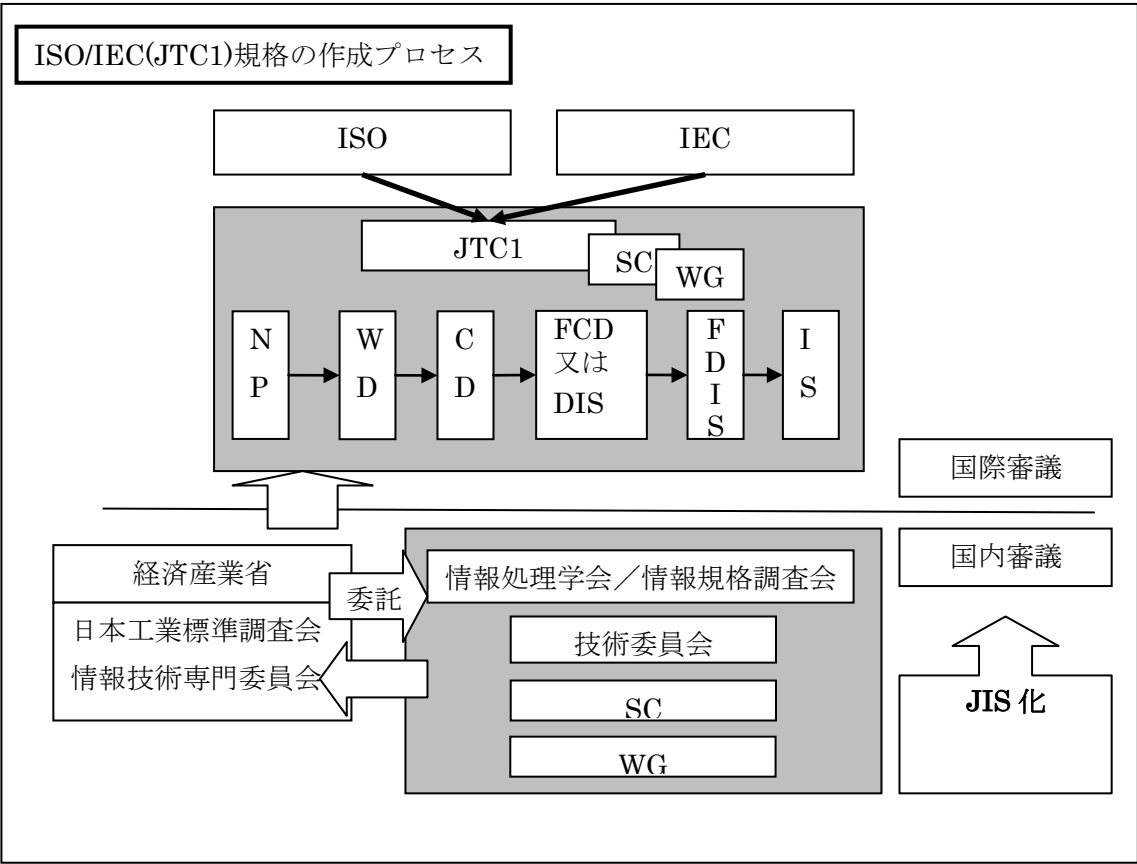 ISO/IEC(JTC1)規格の作成プロセス
ISO
IEC
JTC1
SC
WG
N
P
W
D
C
D
FCD
又は
DIS
F
D
I
S
I
S
国際審議
国内審議
経済産業省
日本工業標準調査会
情報技術専門委員会
委託
情報処理学会／情報規格調査会
技術委員会
SC
WG
JIS 化